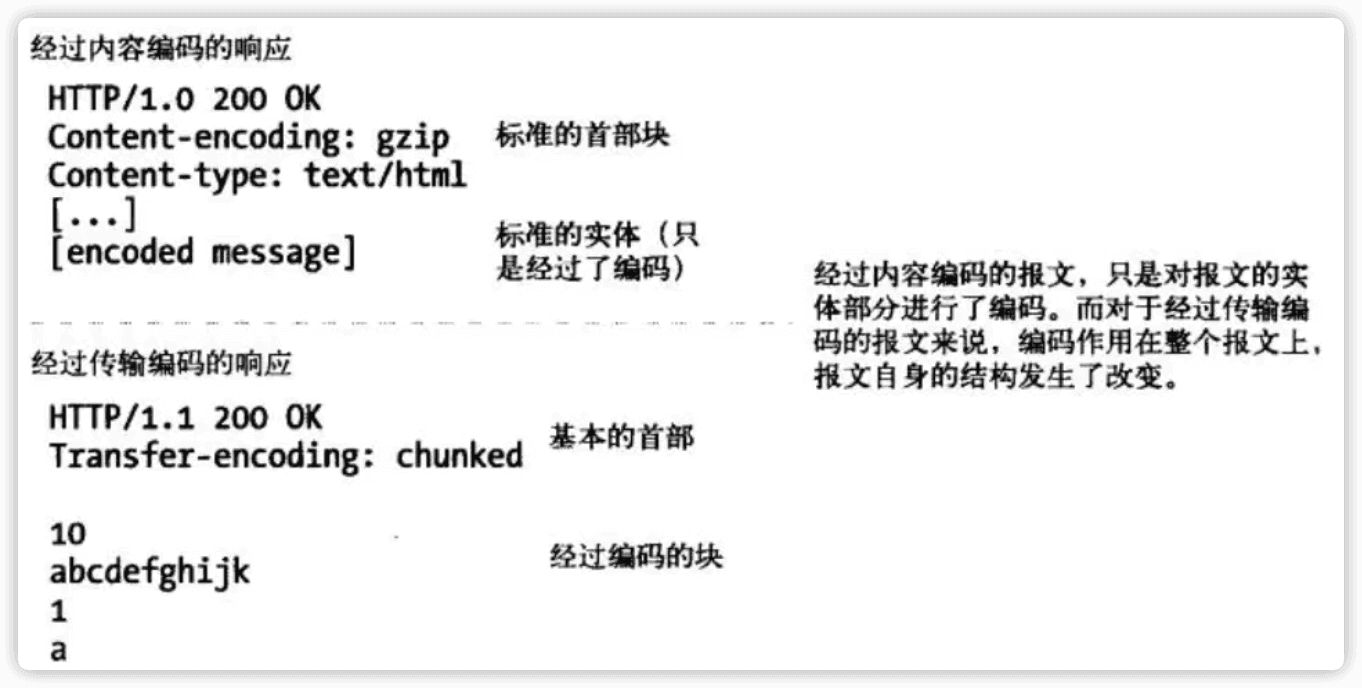 经过内容编码的响应
HTTP/1.0 200 OK
Content-encoding: gzip
标准的首部块
Content-type: text/html
[...]
[encoded message]
标准的实体（只
是经过了编码）
经过内容编码的报文，只是对报文的实
体部分进行了编码。而对于经过传输编
码的报文来说，编码作用在整个报文上，
报文自身的结构发生了改变。
经过传输编码的响应
HTTP/1.1 200 OK
Transfer-encoding: chunked
基本的首部
10
abcdefghijk
经过编码的块
1
a